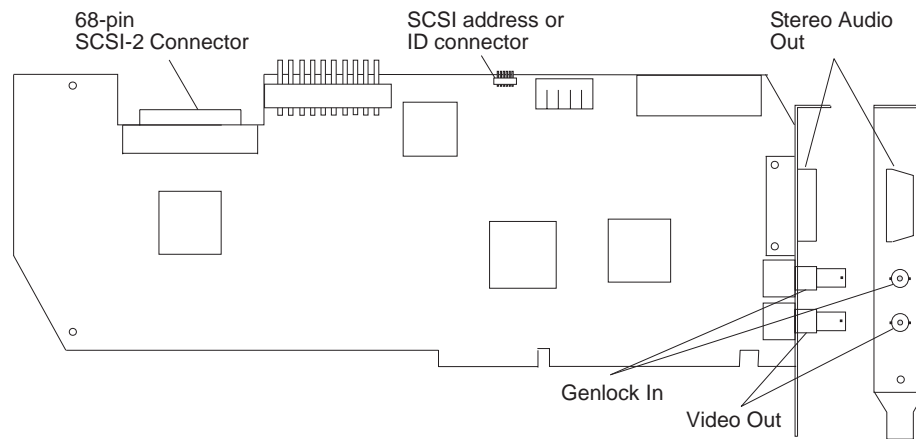 68-pin
SCSI-2 Connector
SCSI address or
ID connector
Stereo Audio
Out
Genlock In
Video Out